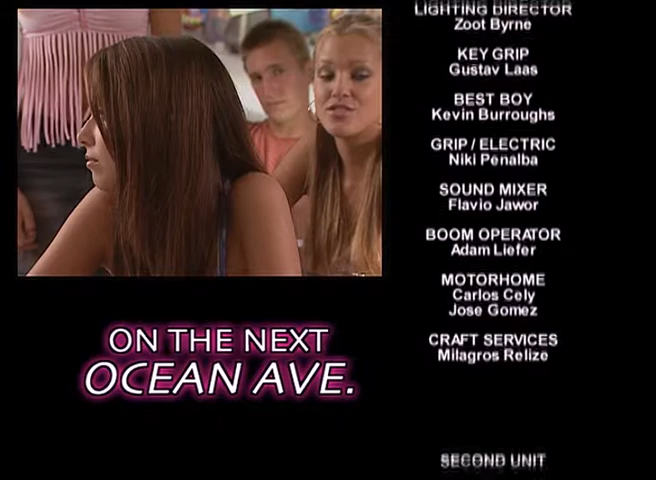 LIGHTING DIRECTOR
Zoot Byrne
KEY GRIP
Gustav Laas
BEST BOY
Kevin Burroughs
GRIP / ELECTRIC
Niki Penalba
SOUND MIXER
Flavio Jawor
BOOM OPERATOR
Adam Liefer
MOTORHOME
Carlos Cely
Jose Gomez
CRAFT SERVICES
Milagros Relize
SECOND UNIT
ON THE NEXT
OCEAN AVE.